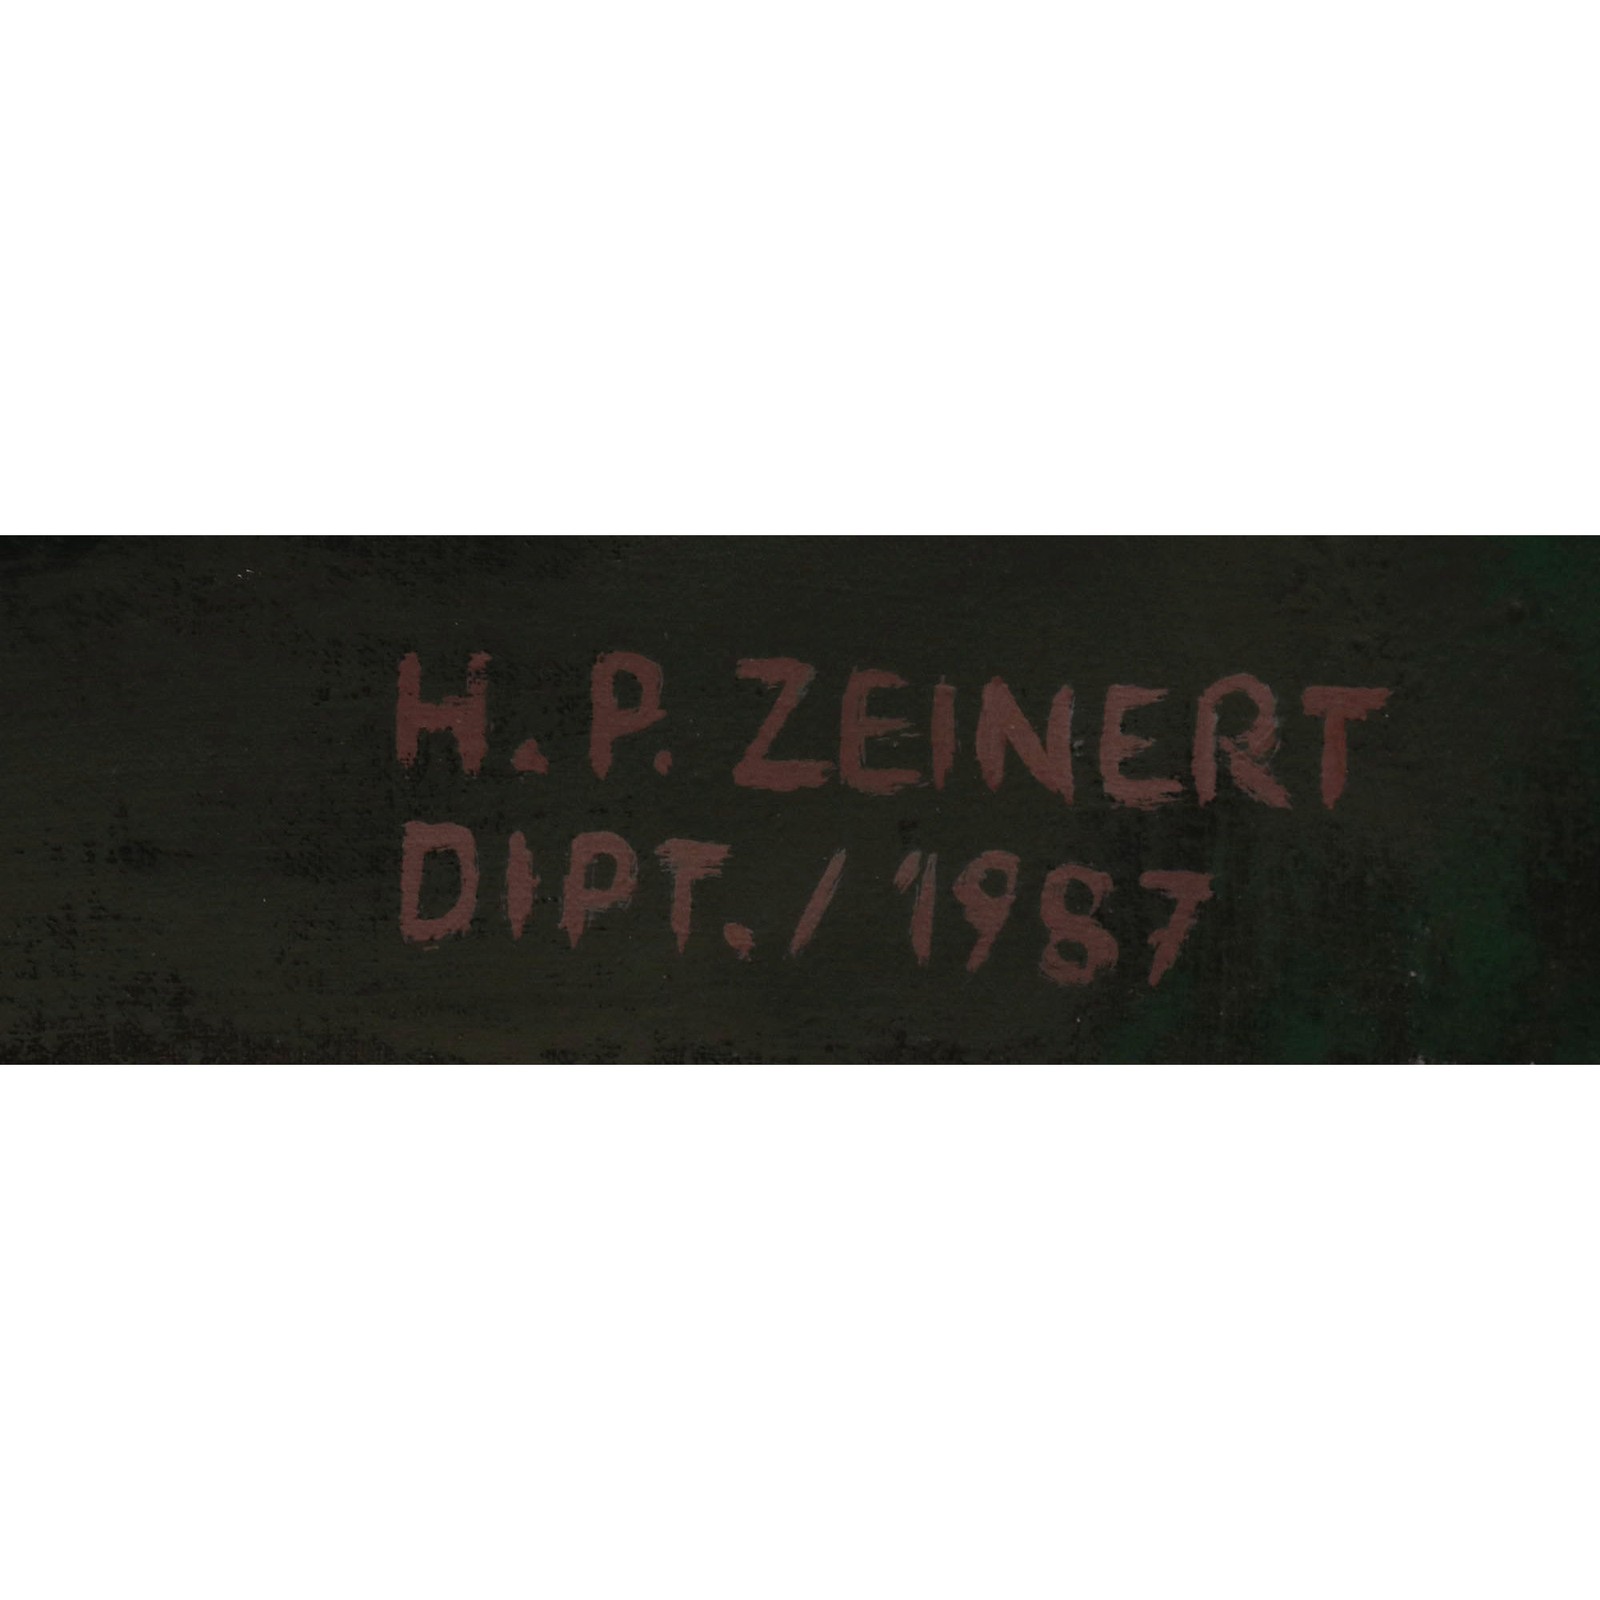 H.P. ZEINERT
DIPT./1987